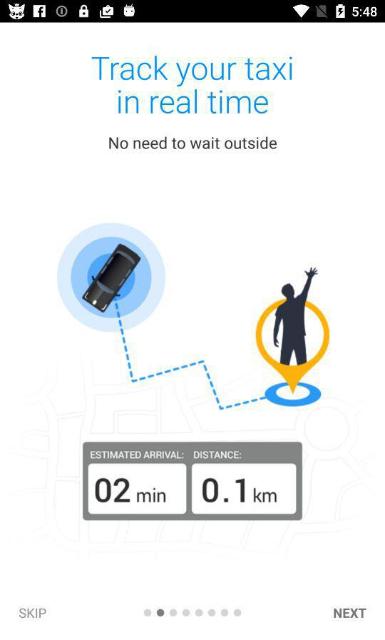 5:48
Track your taxi
in real time
No need to wait outside
ESTIMATED ARRIVAL: DISTANCE:
02 min 0.1 km
SKIP NEXT